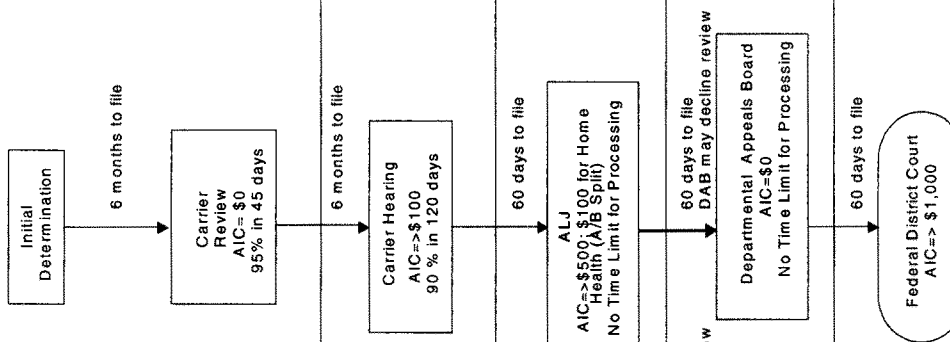 Initial
Determination
6 months to file
Carrier
Review
AIC= $0
95% in 45 days
6 months to file
Carrier Hearing
AIC=>$100
90 % in 120 days
60 days to file
ALJ
AIC=>$500; $100 for Home
Health (A/B Split)
No Time Limit for Processing
60 days to file
DAB may decline review
Departmental Appeals Board
AIC=$0
No Time Limit for Processing
60 days to file
Federal District Court
AIC=> $1,000